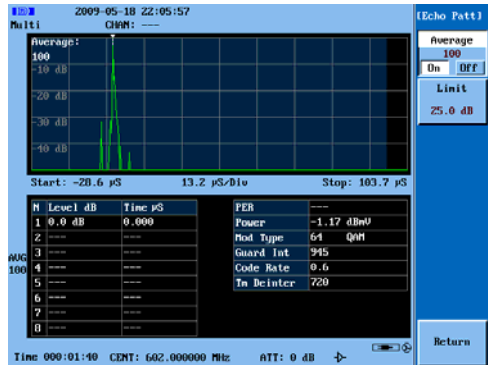 2009-05-18 22:05:57
Multi CHAN: ---
[Echo Patt]
Average
100
On Off
Limit
25.0 dB
Average:
100
-10 dB
-20 dB
-30 dB
-40 dB
Start: -28.6 µS 13.2 µS/Div Stop: 103.7 µS
N Level dB Time µS
1 0.0 dB 0.000
2 --- ---
3 --- ---
4 --- ---
5 --- ---
6 --- ---
7 --- ---
8 --- ---
PER ---
Power -1.17 dBmV
Mod Type 64 QAM
Guard Int 945
Code Rate 0.6
Tm Deinter 720
AVG
100
Time 000:01:40 CENT: 602.000000 MHz ATT: 0 dB
Return